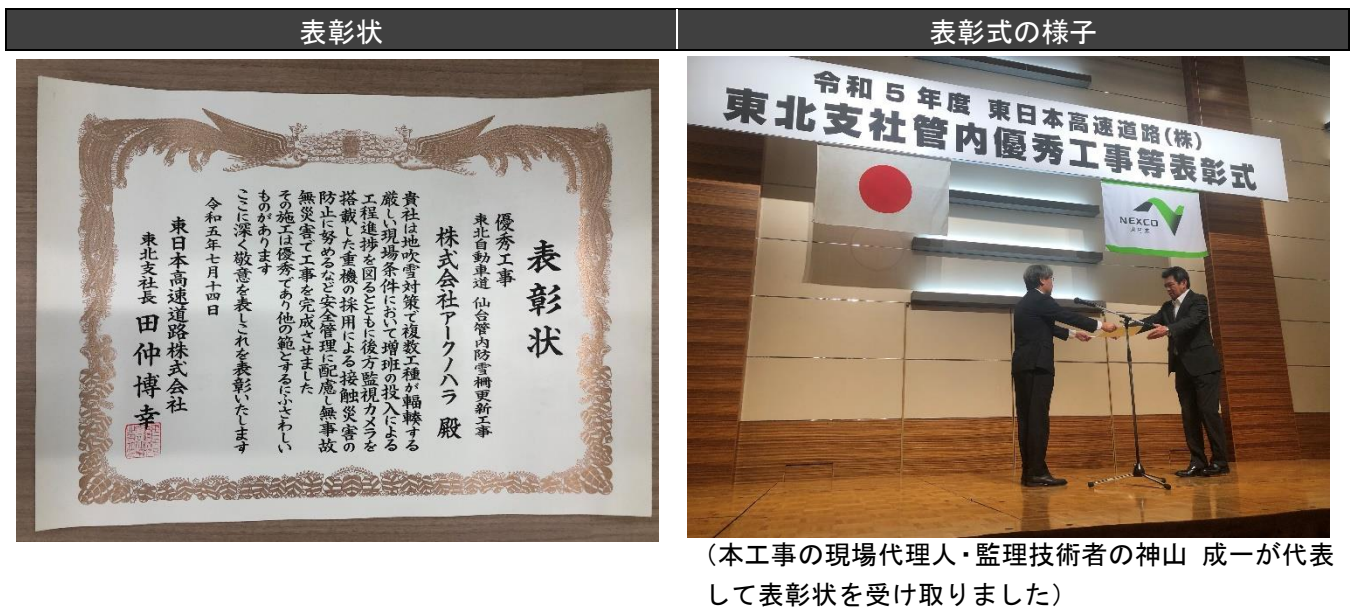 表彰状
表彰状
優秀工事
東北自動車道 仙台管内防雪柵更新工事
株式会社アークノハラ 殿
貴社は地吹雪対策で複数工種が輻輳する
厳しい現場条件において増班の投入による
工程進捗を図るとともに後方監視カメラを
搭載した重機の採用による接触災害の
防止に努めるなど安全管理に配慮し無事故
無災害で工事を完成させました
その施工は優秀であり他の範とするにふさわしい
ものがあります
ここに深く敬意を表しこれを表彰いたします
令和五年七月十四日
東日本高速道路株式会社
東北支社長 田仲博幸
表彰式の様子
令和5年度 東日本高速道路(株)
東北支社管内優秀工事等表彰式
NEXCO
(本工事の現場代理人・監理技術者の神山 成一が代表
して表彰状を受け取りました)